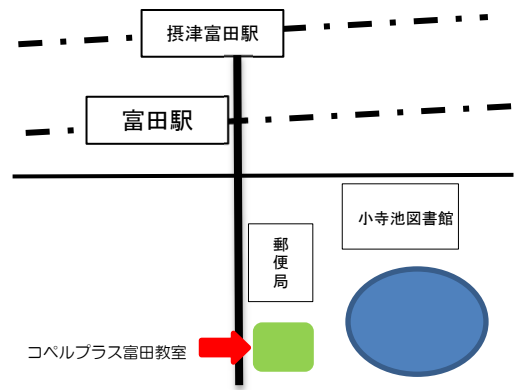 摂津富田駅
富田駅
小寺池図書館
郵便局
コペルプラス富田教室